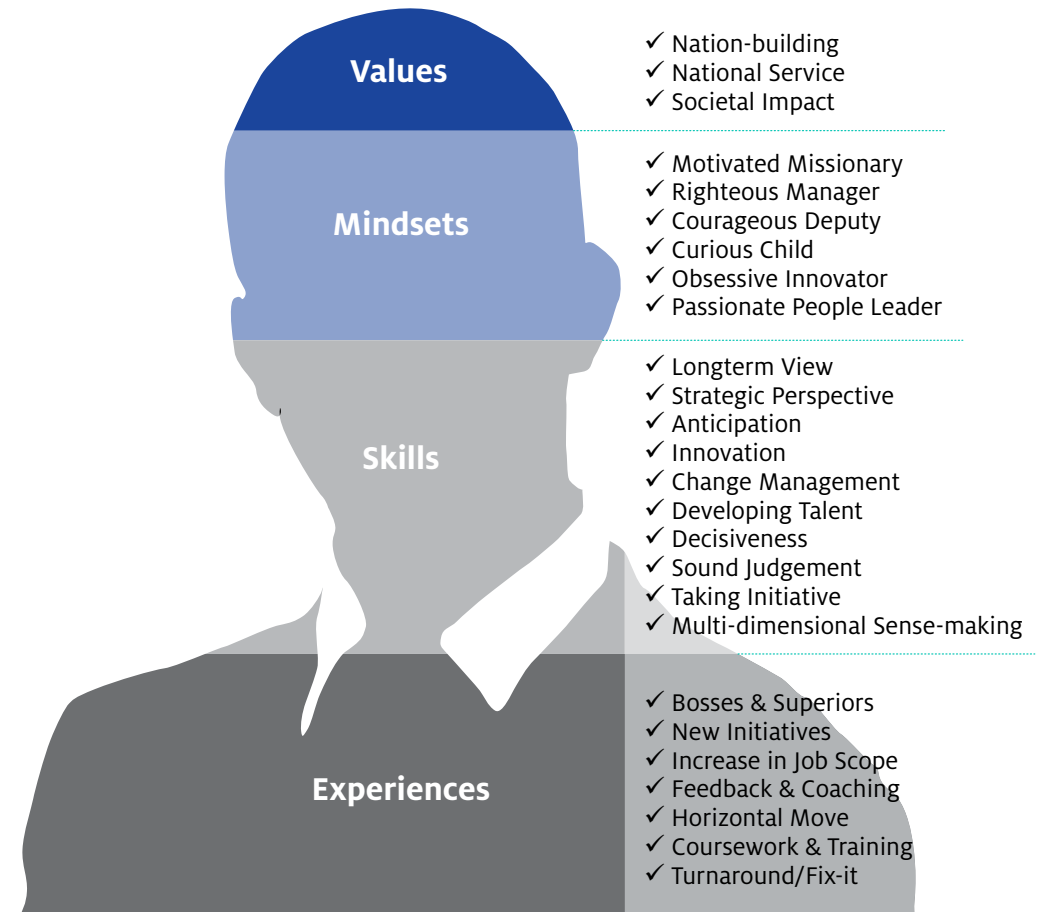 Values
✓ Nation-building
✓ National Service
✓ Societal Impact
Mindsets
✓ Motivated Missionary
✓ Righteous Manager
✓ Courageous Deputy
✓ Curious Child
✓ Obsessive Innovator
✓ Passionate People Leader
Skills
✓ Longterm View
✓ Strategic Perspective
✓ Anticipation
✓ Innovation
✓ Change Management
✓ Developing Talent
✓ Decisiveness
✓ Sound Judgement
✓ Taking Initiative
✓ Multi-dimensional Sense-making
Experiences
✓ Bosses & Superiors
✓ New Initiatives
✓ Increase in Job Scope
✓ Feedback & Coaching
✓ Horizontal Move
✓ Coursework & Training
✓ Turnaround/Fix-it